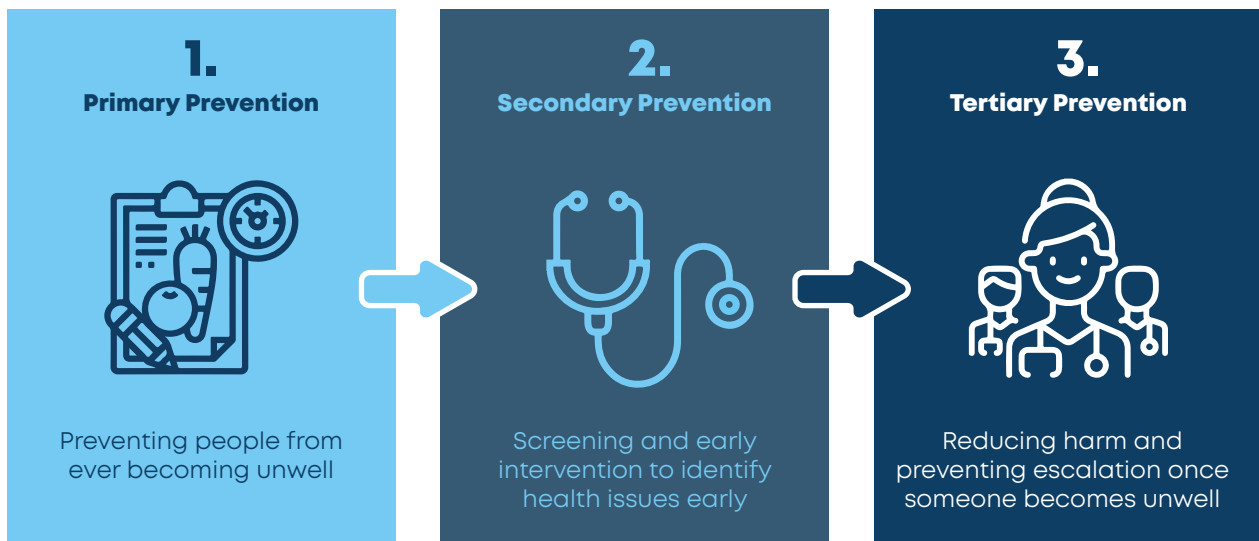 1.
Primary Prevention
Preventing people from
ever becoming unwell
2.
Secondary Prevention
Screening and early
intervention to identify
health issues early
3.
Tertiary Prevention
Reducing harm and
preventing escalation once
someone becomes unwell